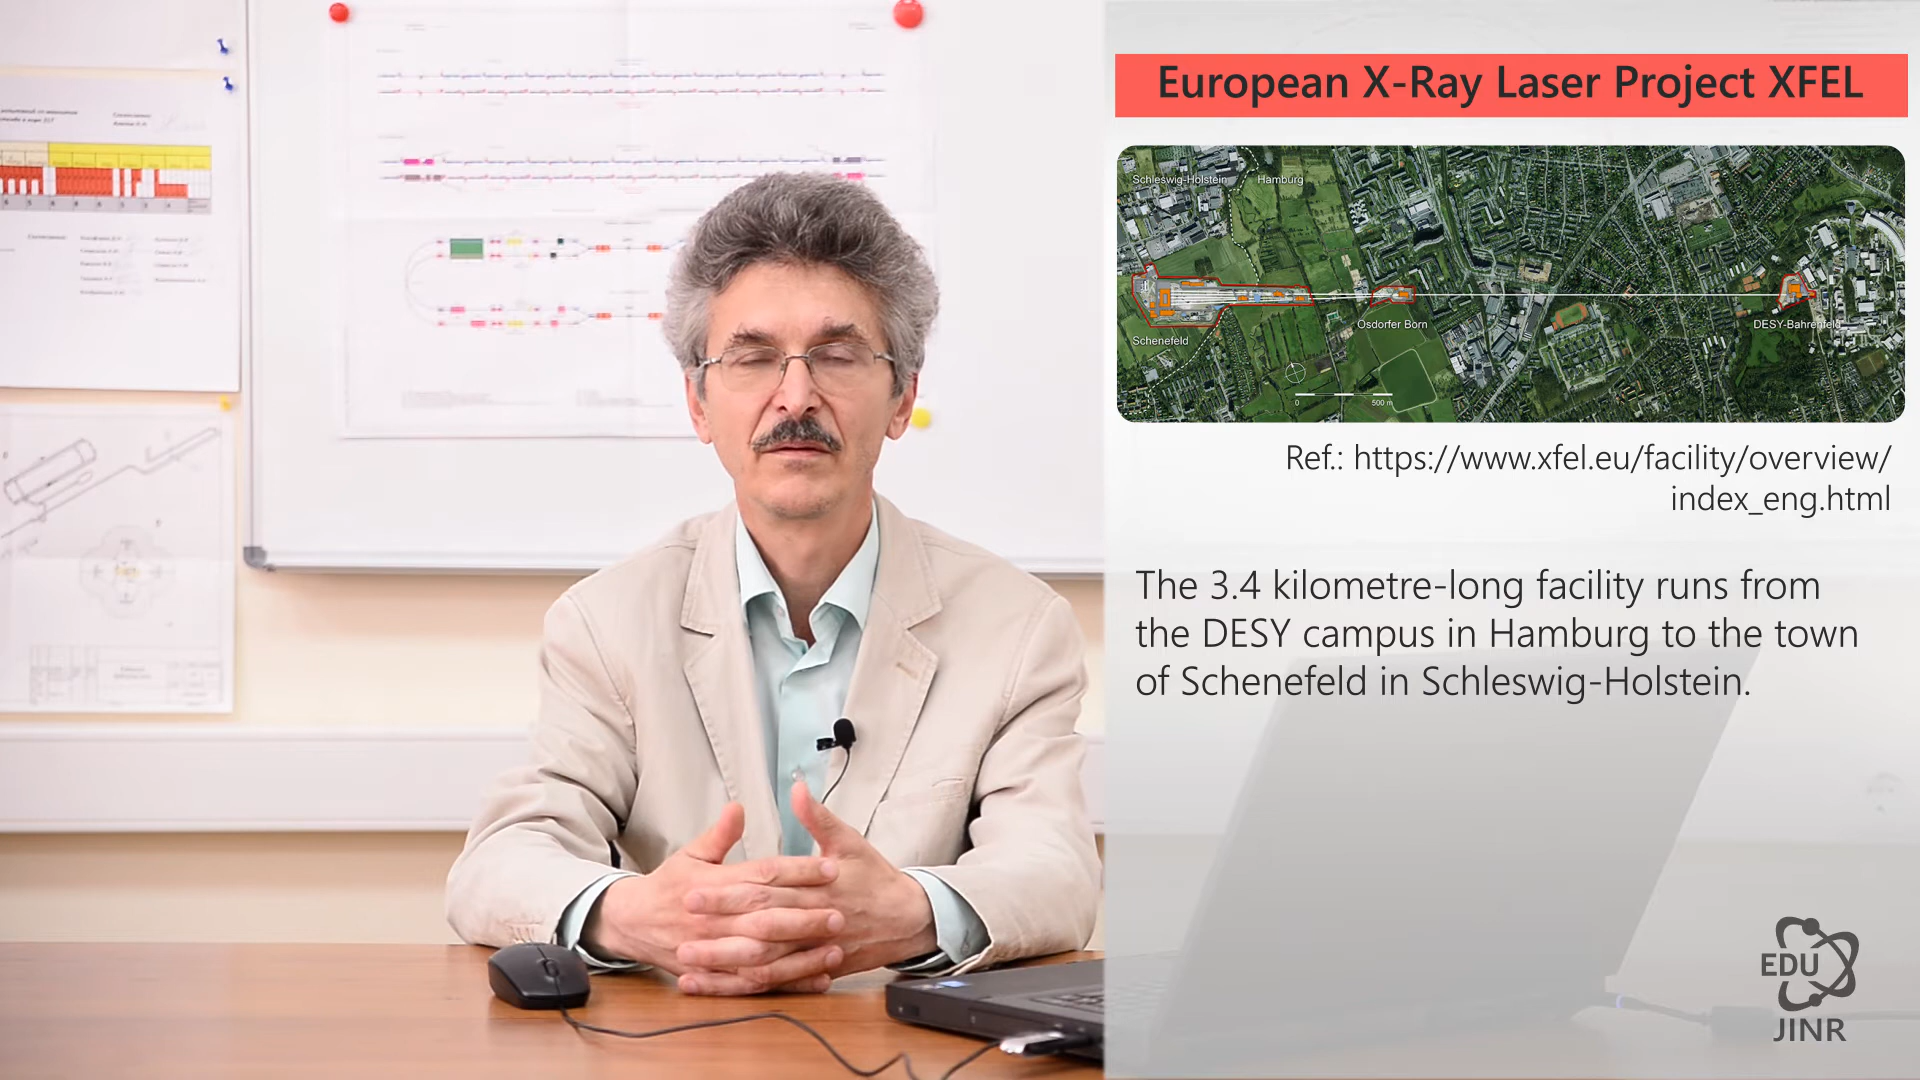 European X-Ray Laser Project XFEL
Schleswig-Holstein
Hamburg
Osdorfer Born
DESY-Bahrenfeld
Schenefeld
0 500 m
Ref.: https://www.xfel.eu/facility/overview/
index_eng.html
The 3.4 kilometre-long facility runs from
the DESY campus in Hamburg to the town
of Schenefeld in Schleswig-Holstein.
EDU
JINR